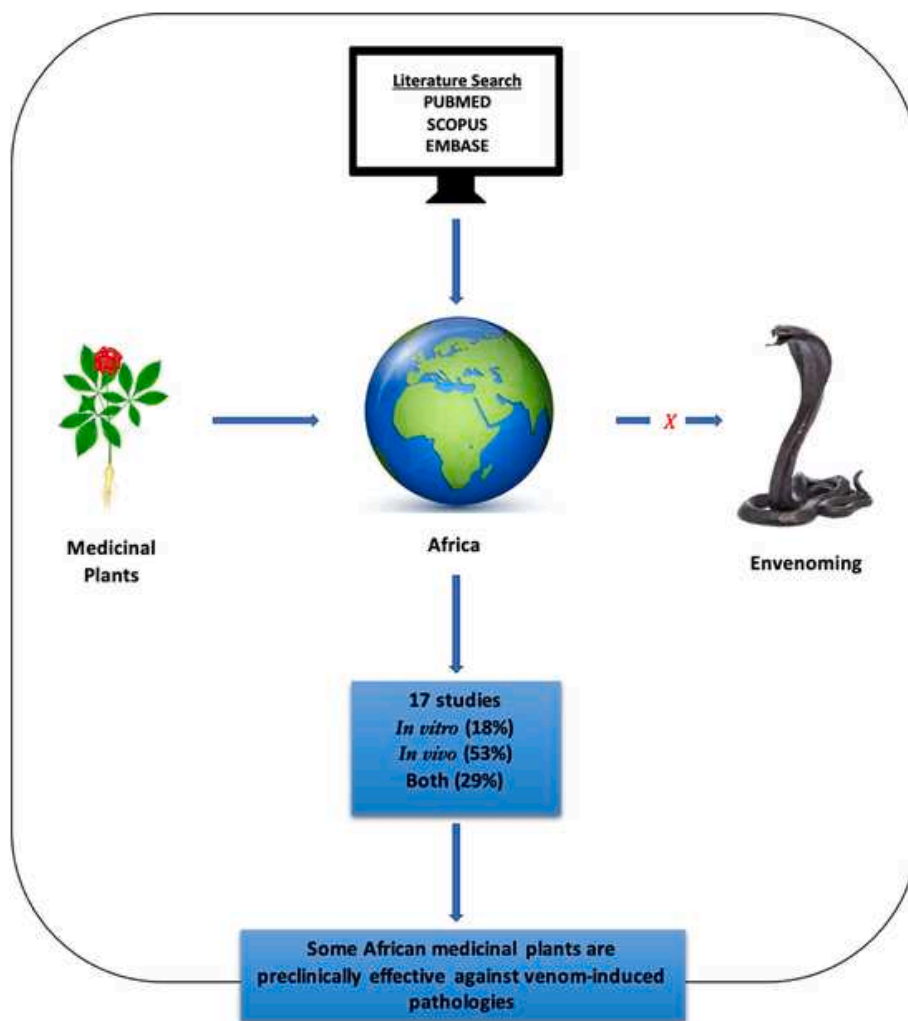 Literature Search
PUBMED
SCOPUS
EMBASE
X
Medicinal
Plants
Africa
Envenoming
17 studies
In vitro (18%)
In vivo (53%)
Both (29%)
Some African medicinal plants are
preclinically effective against venom-induced
pathologies